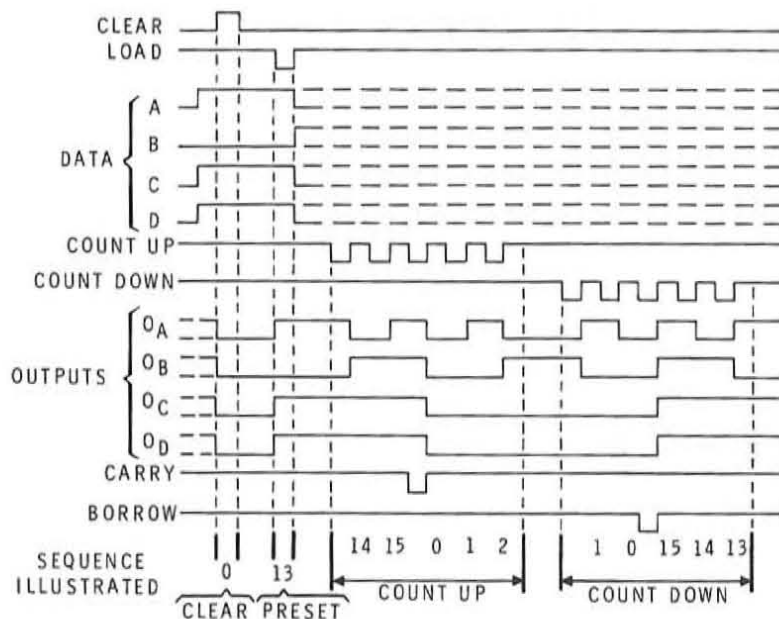 CLEAR
LOAD
A
B
DATA
C
D
COUNT UP
COUNT DOWN
OA
OB
OUTPUTS
OC
OD
CARRY
BORROW
SEQUENCE ILLUSTRATED
0 13 14 15 0 1 2 1 0 15 14 13
CLEAR PRESET COUNT UP COUNT DOWN